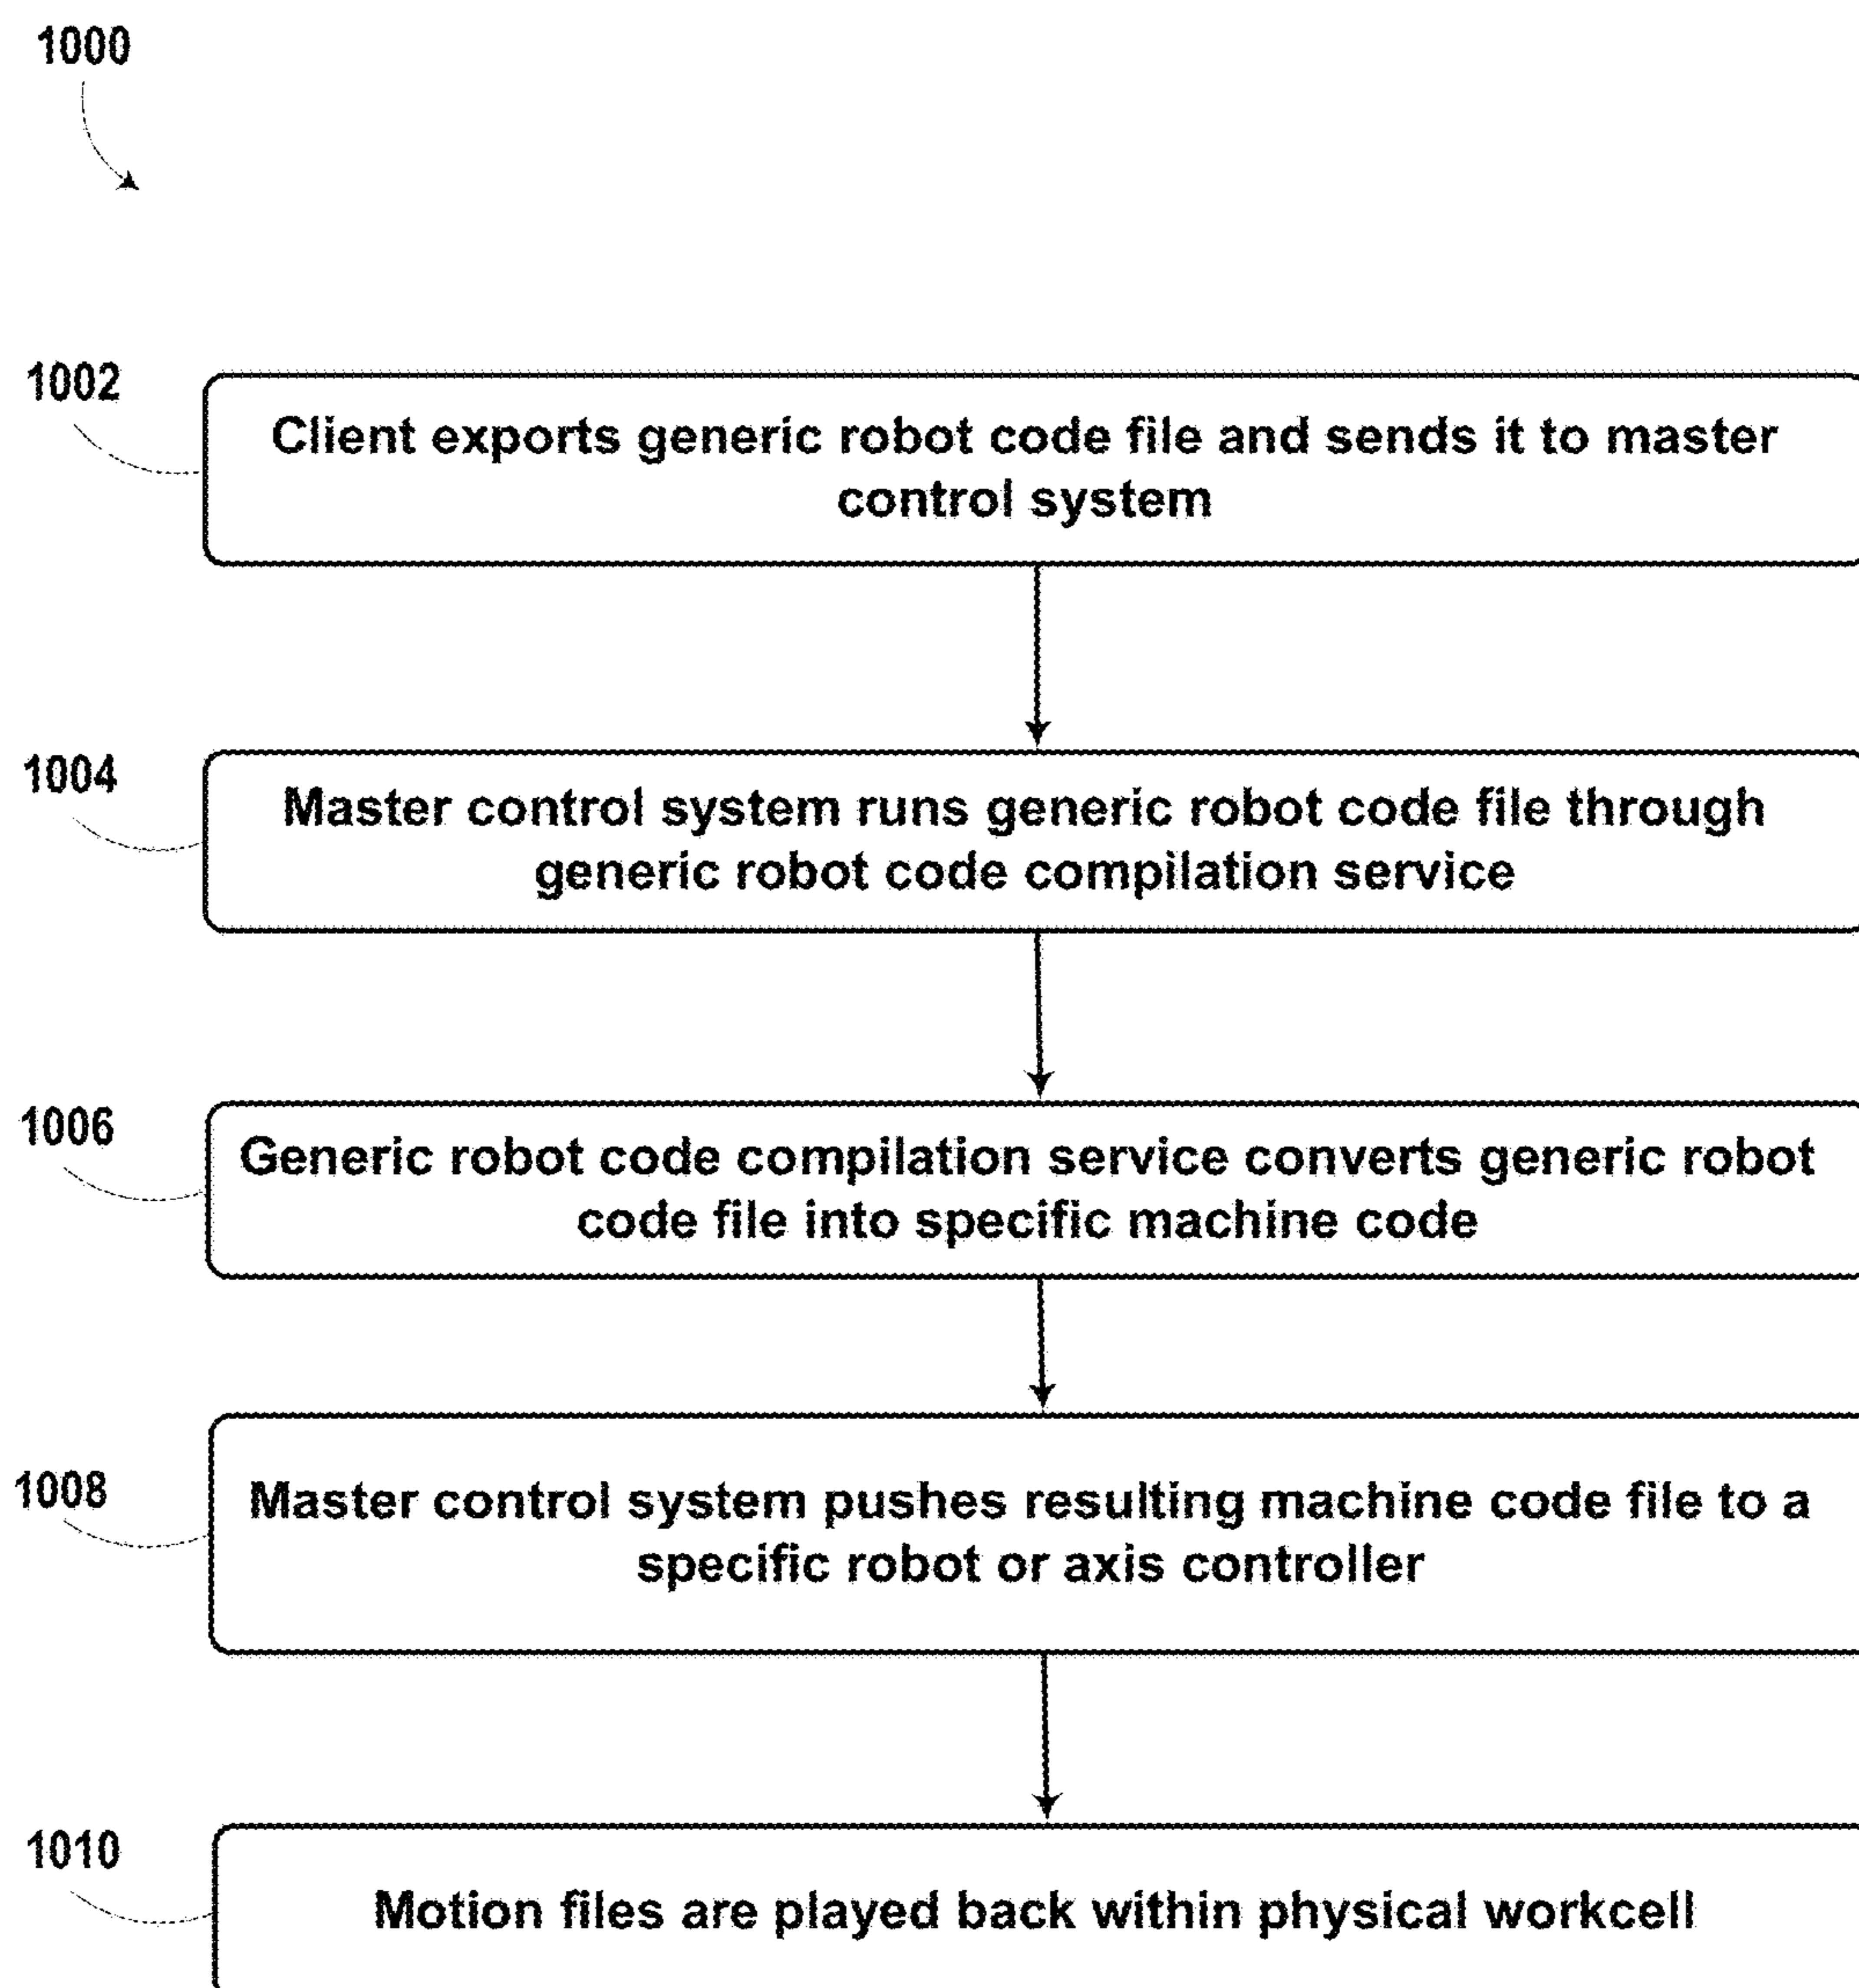 1000
1002
Client exports generic robot code file and sends it to master
control system
1004
Master control system runs generic robot code file through
generic robot code compilation service
1006
Generic robot code compilation service converts generic robot
code file into specific machine code
1008
Master control system pushes resulting machine code file to a
specific robot or axis controller
1010
Motion files are played back within physical workcell